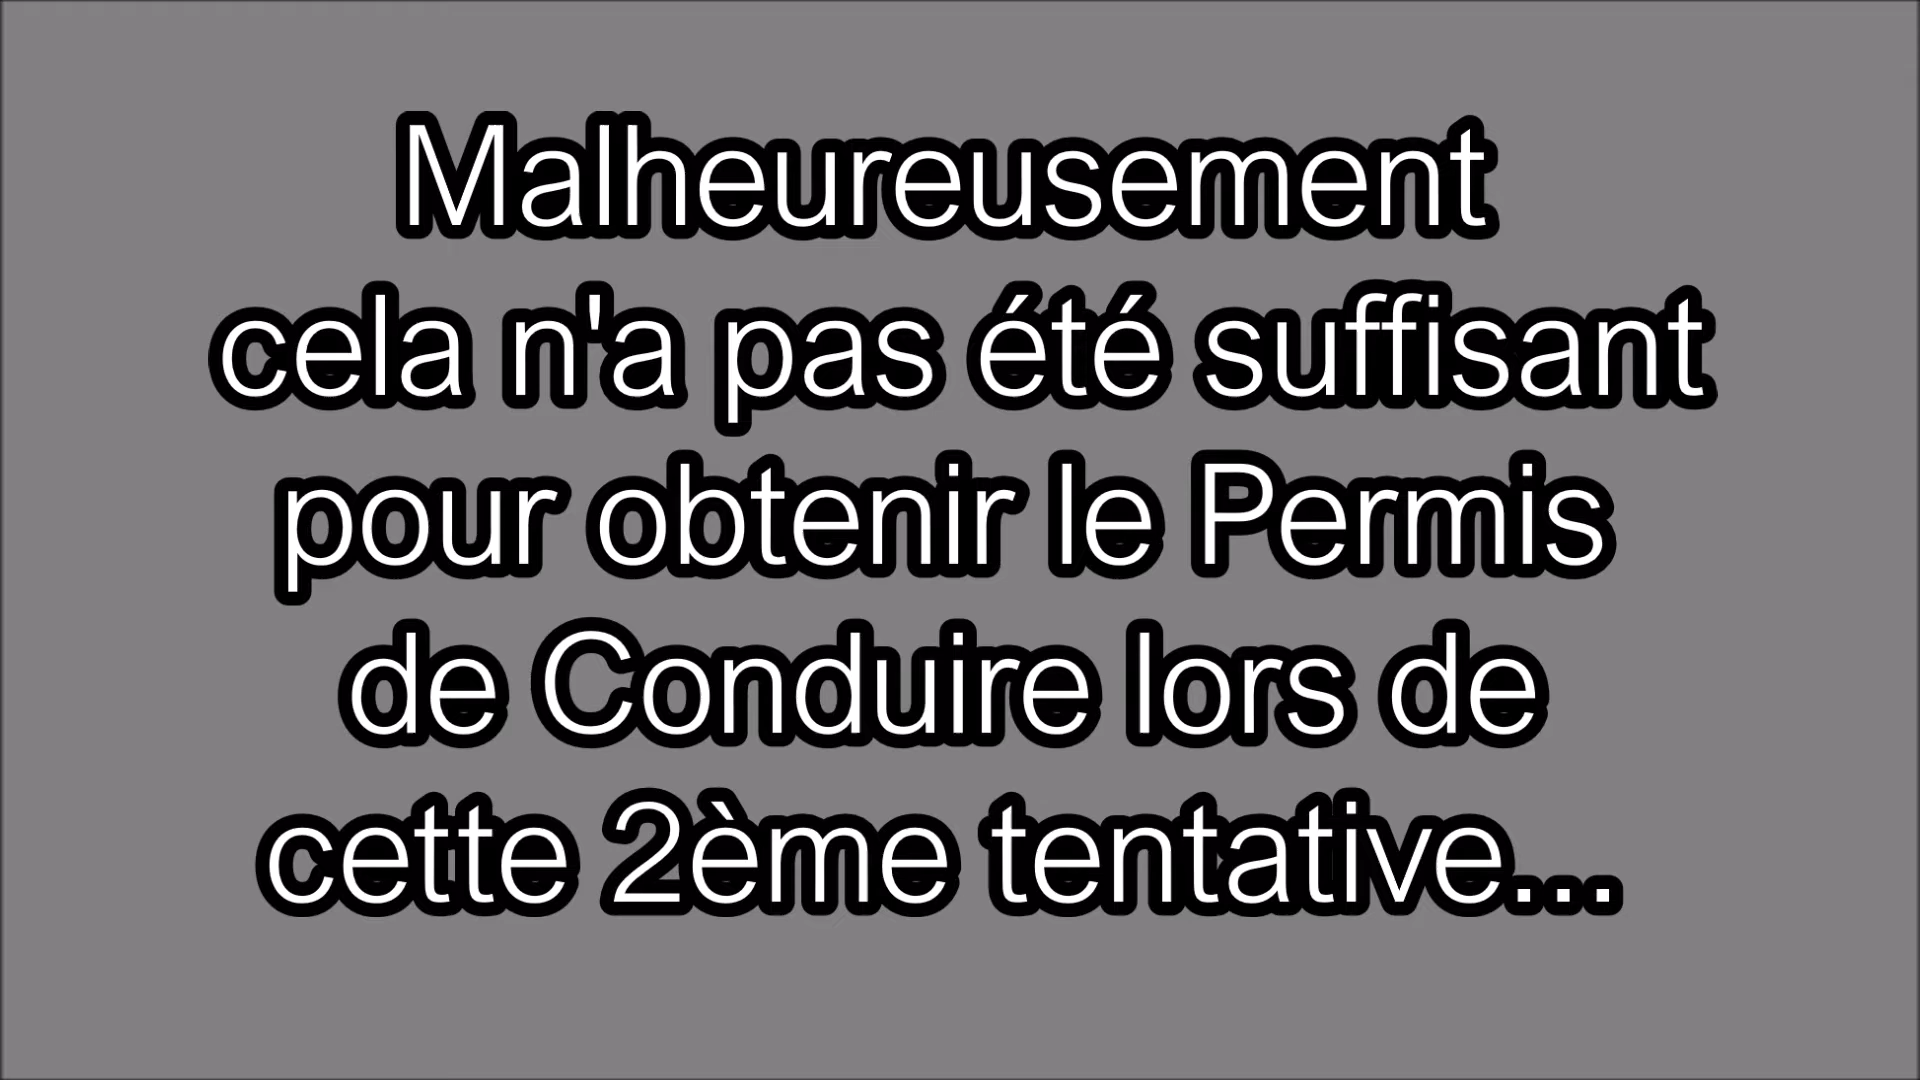 Malheureusement
cela n'a pas été suffisant
pour obtenir le Permis
de Conduire lors de
cette 2ème tentative...